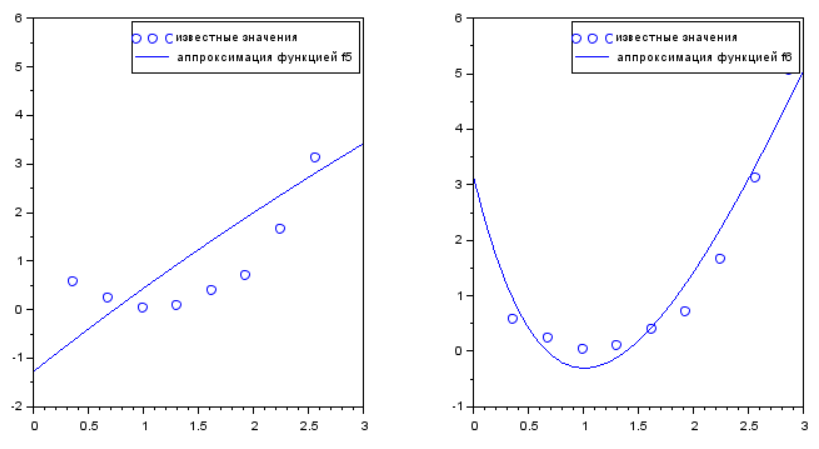 известные значения
аппроксимация функцией f5
6
5
4
3
2
1
0
-1
-2
0 0.5 1 1.5 2 2.5 3
известные значения
аппроксимация функцией f6
6
5
4
3
2
1
0
-1
0 0.5 1 1.5 2 2.5 3